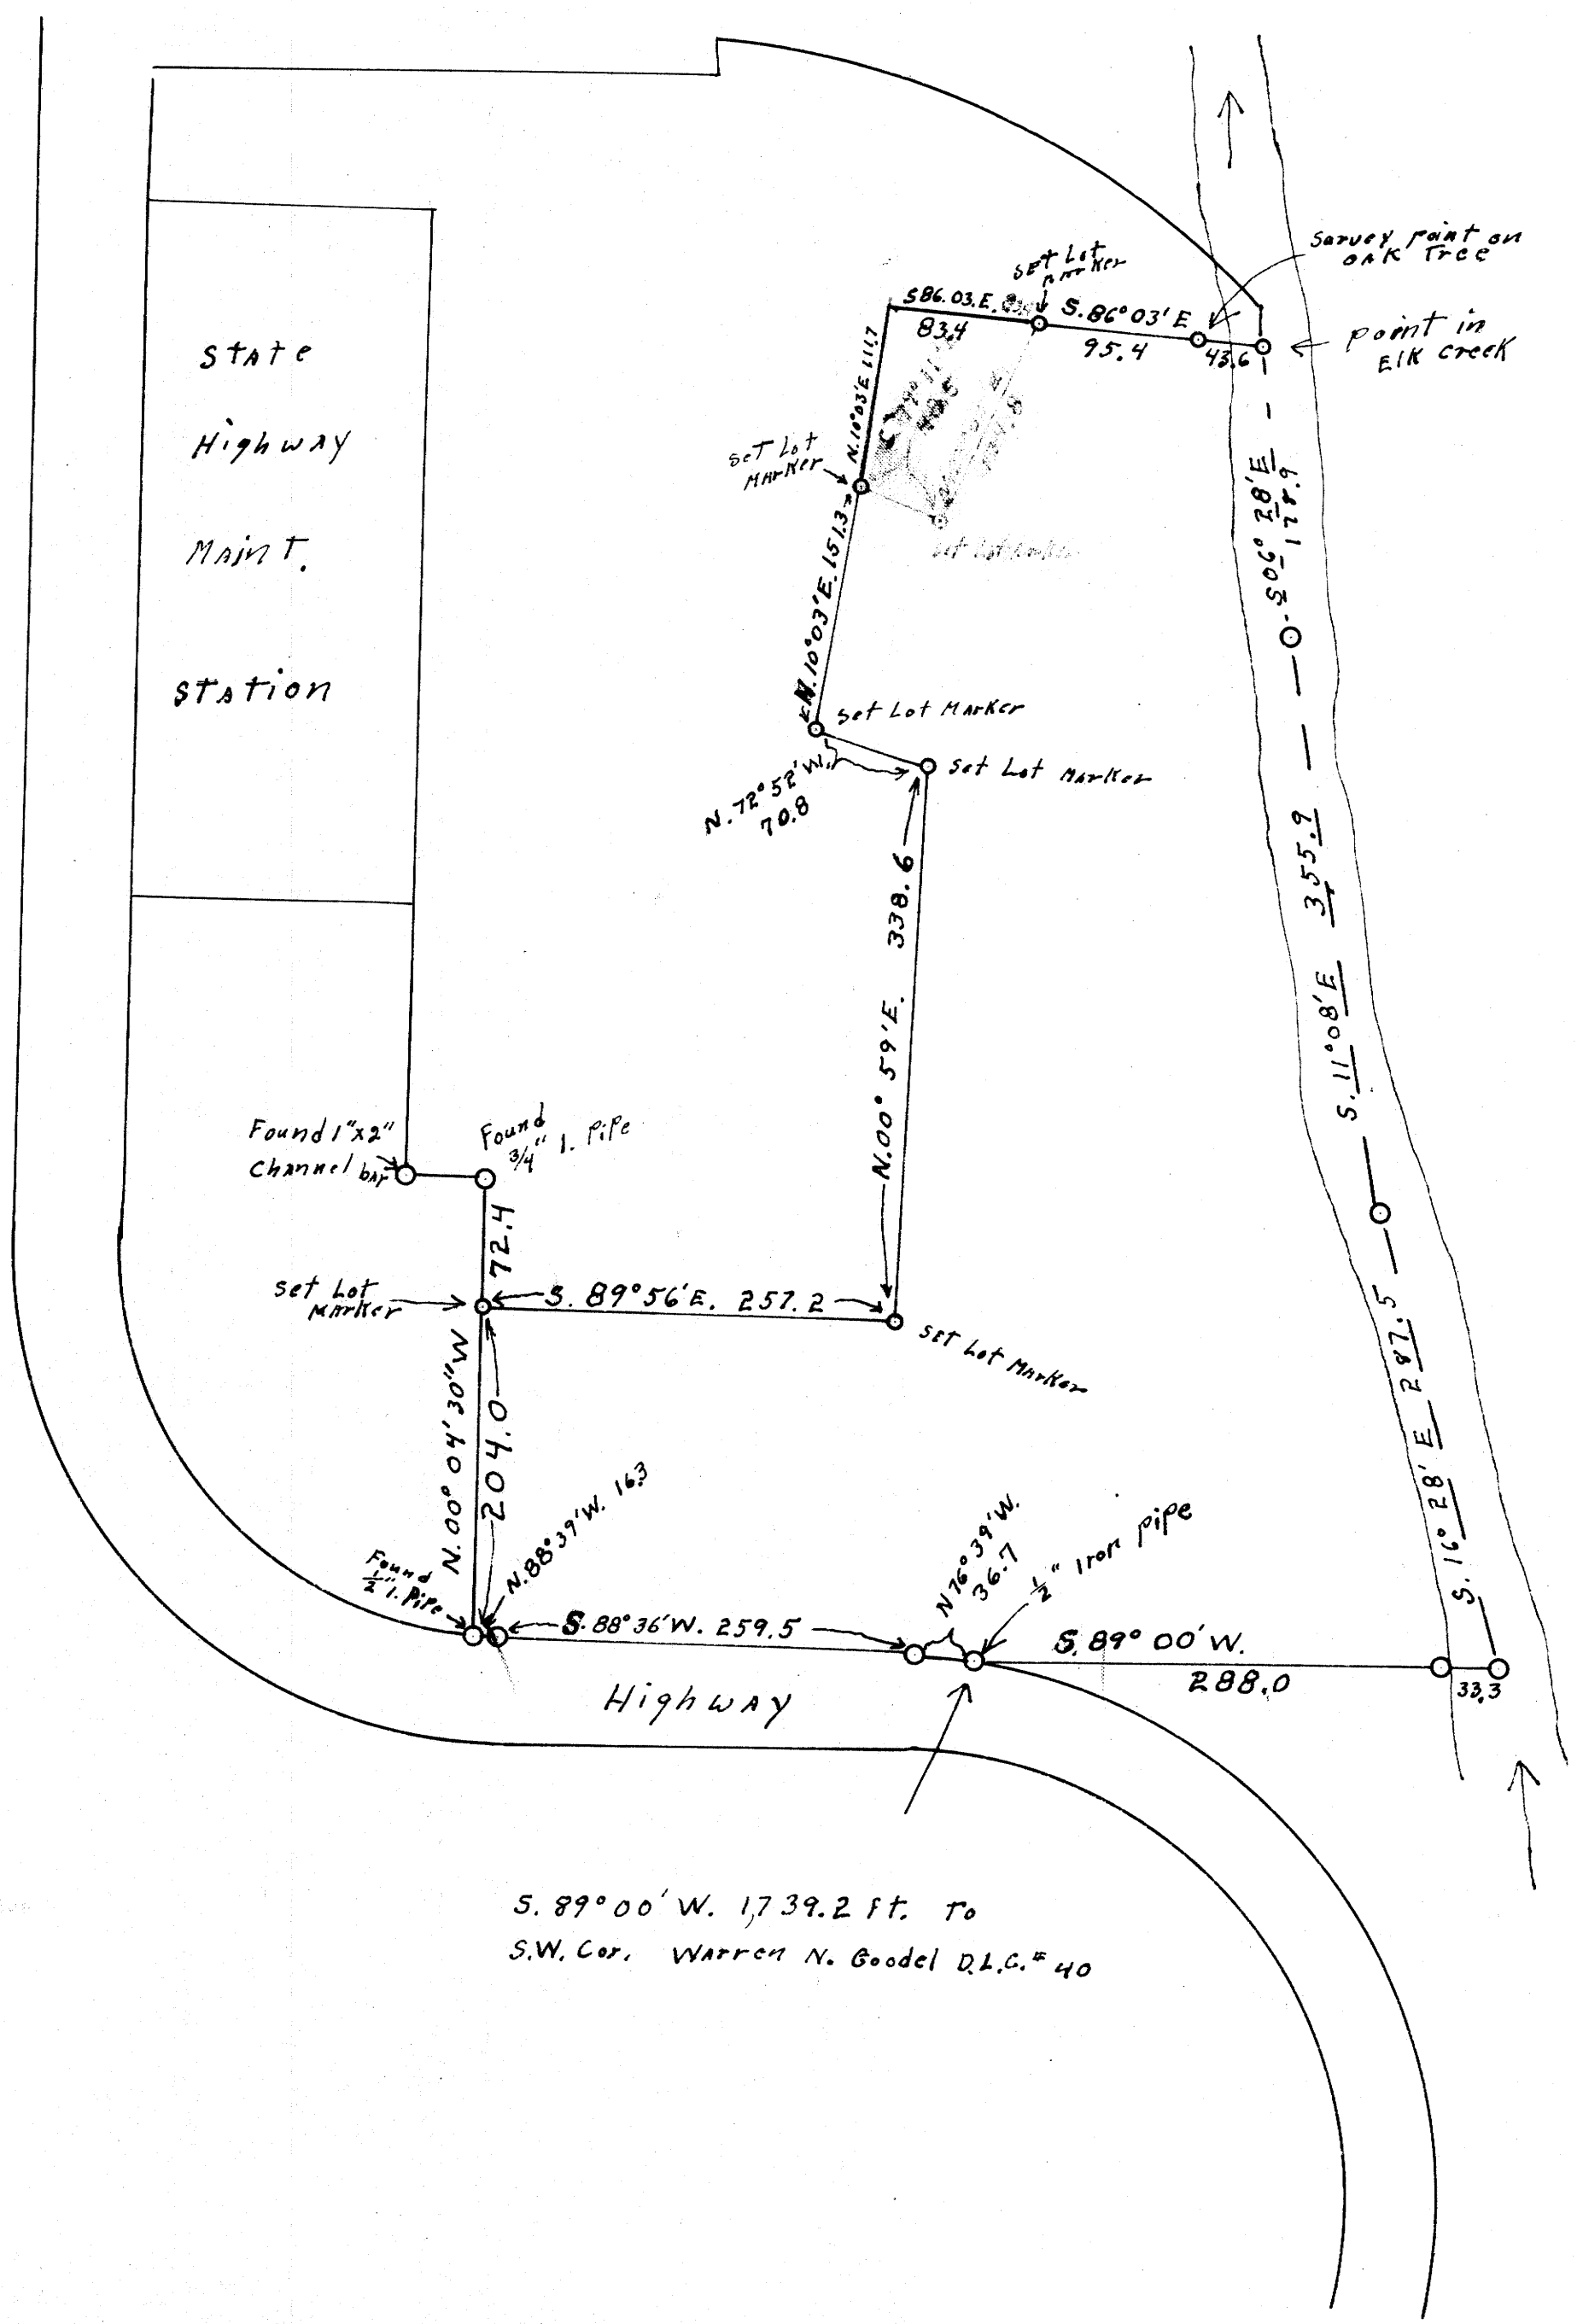 Survey point on
OAK Tree
SET Lot
Marker
S86.03.E.
83.4
S.86°03'E
95.4
43.6
point in
Elk creek
State
Highway
Maint.
Station
N.10°03'E 111.7
Set Lot
Marker
S06°28'E
178.9
N.10°03'E. 151.3
Set Lot Marker
Set Lot Marker
N.72°52'W.
70.8
N.00°59'E. 338.6
S.11°08'E 355.9
Found 1"x2"
Channel bar
Found
3/4" I. Pipe
72.4
Set Lot
Marker
S. 89°56'E. 257.2
SET Lot Marker
N.00°04'30"W
204.0
N.88°39'W. 16.3
Found
1/2" I. Pipe
S.88°36'W. 259.5
N76°39'W.
36.7
1/2" Iron pipe
S.89°00'W.
288.0
33.3
S.16°28'E 287.5
Highway
S. 89°00'W. 1,739.2 ft. To
S.W. Cor. Warren N. Goodel D.L.C.# 40